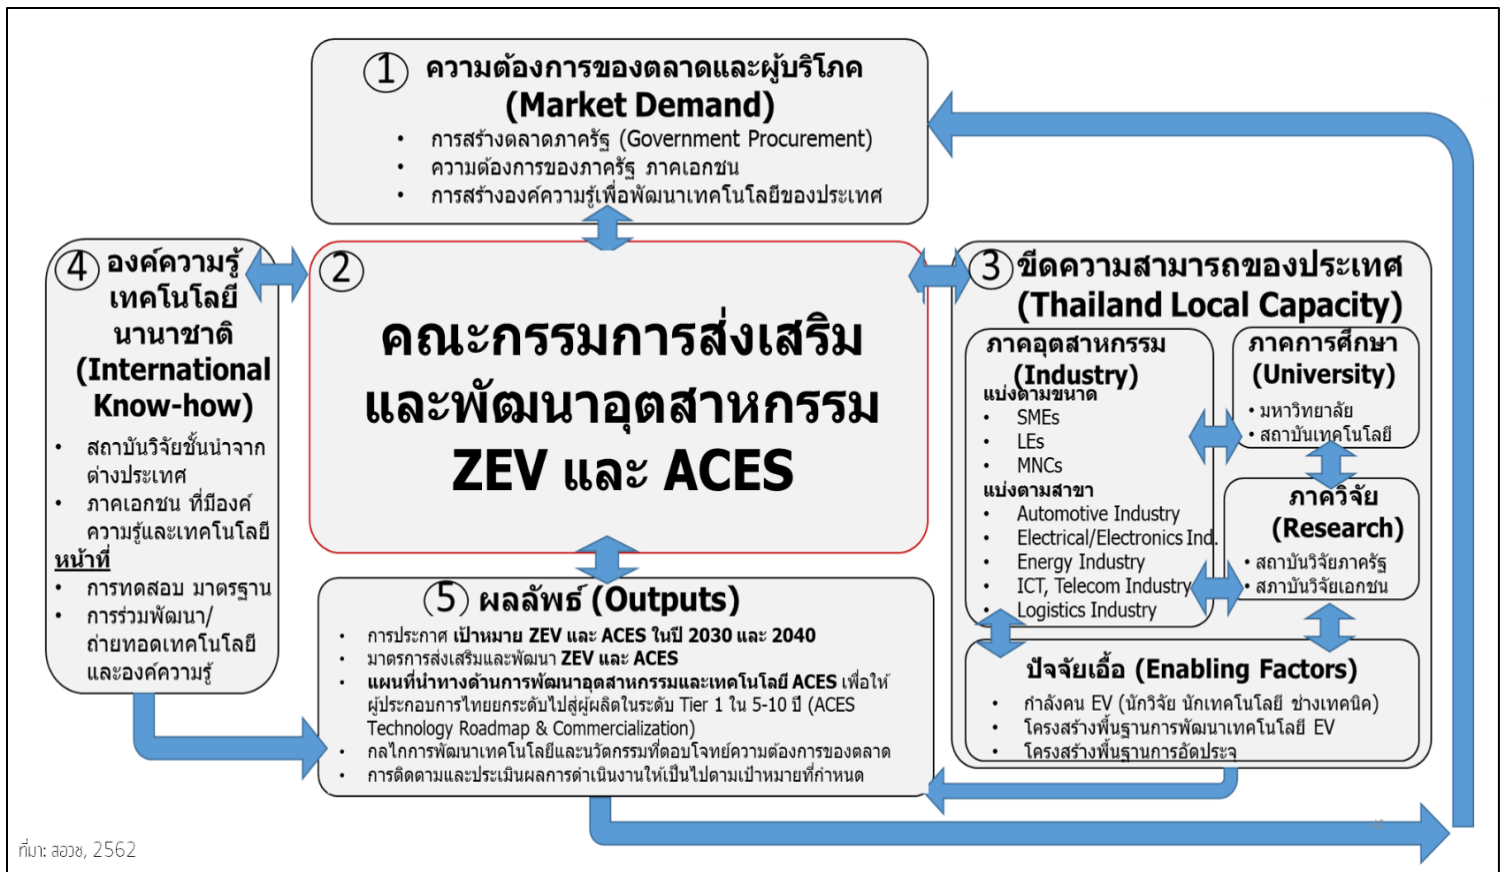 ① ความต้องการของตลาดและผู้บริโภค
(Market Demand)
• การสร้างตลาดภาครัฐ (Government Procurement)
• ความต้องการของภาครัฐ ภาคเอกชน
• การสร้างองค์ความรู้เพื่อพัฒนาเทคโนโลยีของประเทศ
②
คณะกรรมการส่งเสริม
และพัฒนาอุตสาหกรรม
ZEV และ ACES
③ ขีดความสามารถของประเทศ
(Thailand Local Capacity)
ภาคอุตสาหกรรม
(Industry)
แบ่งตามขนาด
• SMEs
• LEs
• MNCs
แบ่งตามสาขา
• Automotive Industry
• Electrical/Electronics Ind.
• Energy Industry
• ICT, Telecom Industry
• Logistics Industry
ภาคการศึกษา
(University)
• มหาวิทยาลัย
• สถาบันเทคโนโลยี
ภาควิจัย
(Research)
• สถาบันวิจัยภาครัฐ
• สภาบันวิจัยเอกชน
ปัจจัยเอื้อ (Enabling Factors)
• กำลังคน EV (นักวิจัย นักเทคโนโลยี ช่างเทคนิค)
• โครงสร้างพื้นฐานการพัฒนาเทคโนโลยี EV
• โครงสร้างพื้นฐานการอัดประจุ
④ องค์ความรู้
เทคโนโลยี
นานาชาติ
(International
Know-how)
• สถาบันวิจัยชั้นนำจาก
ต่างประเทศ
• ภาคเอกชน ที่มีองค์
ความรู้และเทคโนโลยี
หน้าที่
• การทดสอบ มาตรฐาน
• การร่วมพัฒนา/
ถ่ายทอดเทคโนโลยี
และองค์ความรู้
⑤ ผลลัพธ์ (Outputs)
• การประกาศ เป้าหมาย ZEV และ ACES ในปี 2030 และ 2040
• มาตรการส่งเสริมและพัฒนา ZEV และ ACES
• แผนที่นำทางด้านการพัฒนาอุตสาหกรรมและเทคโนโลยี ACES เพื่อให้
ผู้ประกอบการไทยยกระดับไปสู่ผู้ผลิตในระดับ Tier 1 ใน 5-10 ปี (ACES
Technology Roadmap & Commercialization)
• กลไกการพัฒนาเทคโนโลยีและนวัตกรรมที่ตอบโจทย์ความต้องการของตลาด
• การติดตามและประเมินผลการดำเนินงานให้เป็นไปตามเป้าหมายที่กำหนด
ที่มา: สอวช, 2562